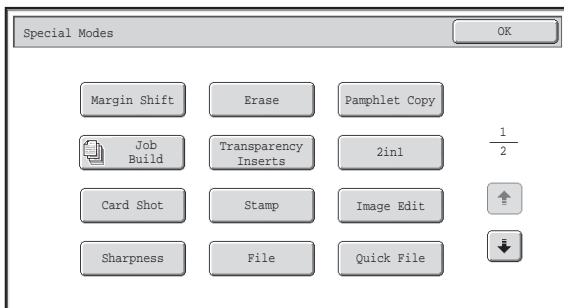 Special Modes
OK
Margin Shift
Erase
Pamphlet Copy
Job
Build
Transparency
Inserts
2in1
1
2
Card Shot
Stamp
Image Edit
Sharpness
File
Quick File